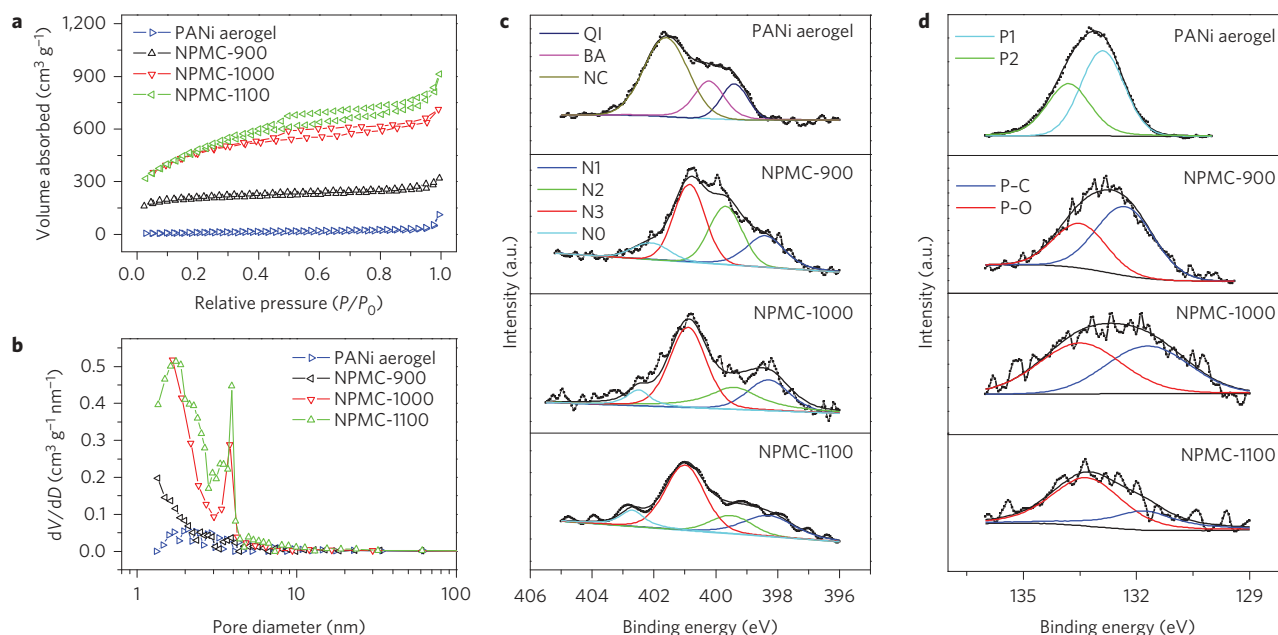 a
1,200
900
600
300
0
Volume absorbed (cm³ g⁻¹)
PANi aerogel
NPMC-900
NPMC-1000
NPMC-1100
0.0 0.2 0.4 0.6 0.8 1.0
Relative pressure (P/P₀)
b
0.5
0.4
0.3
0.2
0.1
0.0
dV/dD (cm³ g⁻¹ nm⁻¹)
PANi aerogel
NPMC-900
NPMC-1000
NPMC-1100
1 10 100
Pore diameter (nm)
c
Intensity (a.u.)
QI
BA
NC
PANi aerogel
N1
N2
N3
N0
NPMC-900
NPMC-1000
NPMC-1100
406 404 402 400 398 396
Binding energy (eV)
d
Intensity (a.u.)
P1
P2
PANi aerogel
P–C
P–O
NPMC-900
NPMC-1000
NPMC-1100
135 132 129
Binding energy (eV)